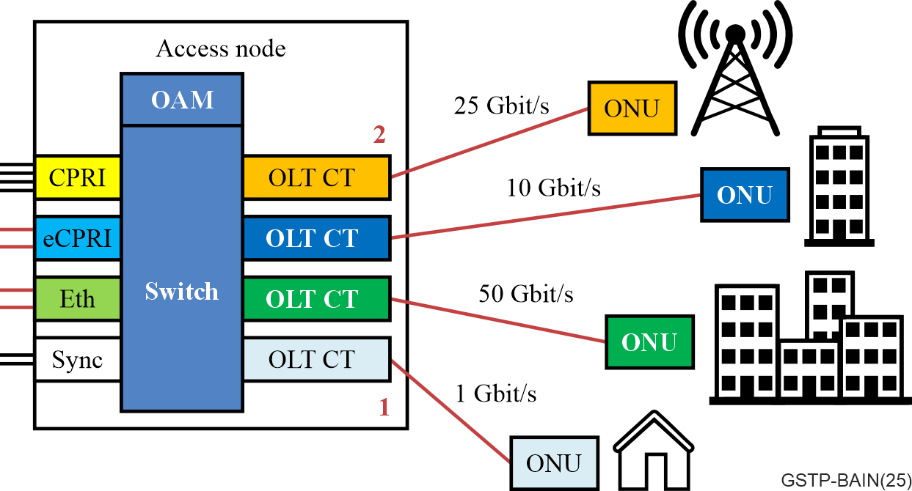 Access node
OAM
2
25 Gbit/s
ONU
CPRI
OLT CT
10 Gbit/s
ONU
eCPRI
OLT CT
Switch
Eth
OLT CT
50 Gbit/s
ONU
Sync
OLT CT
1
1 Gbit/s
ONU
GSTP-BAIN(25)